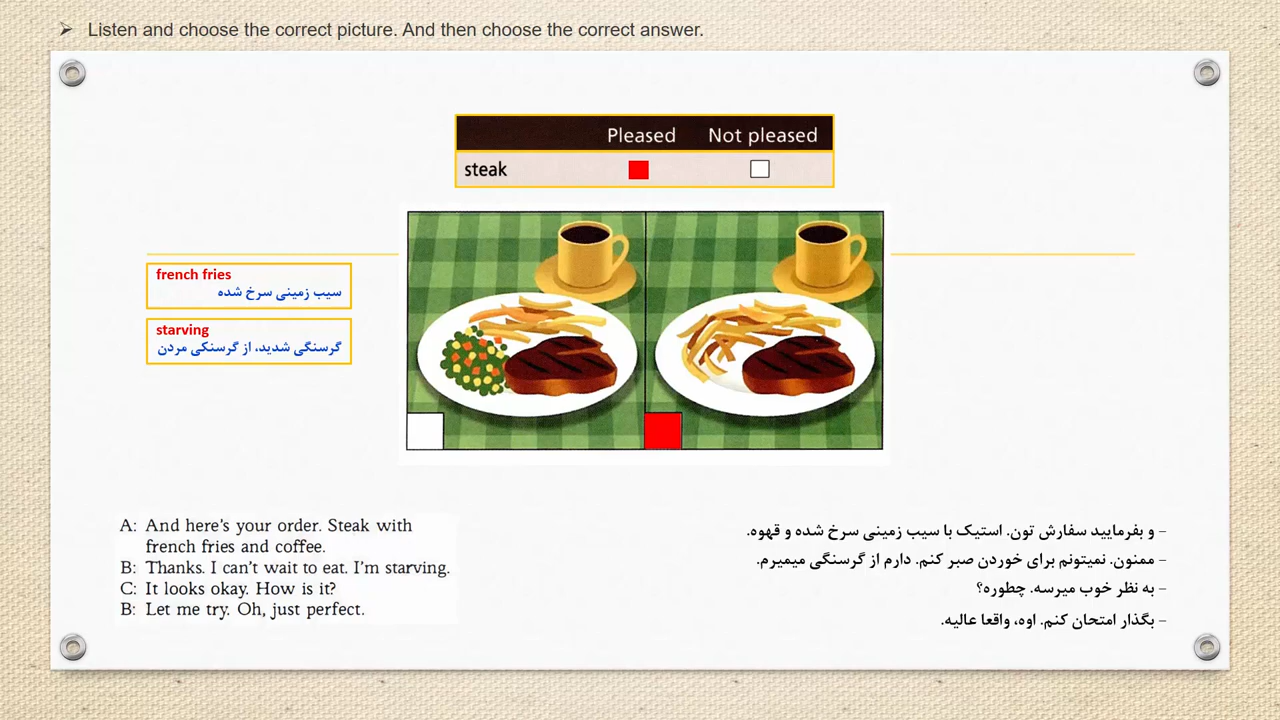 Listen and choose the correct picture. And then choose the correct answer.
Pleased Not pleased
steak
french fries
سیب زمینی سرخ شده
starving
گرسنگی شدید، از گرسنکی مردن
A: And here's your order. Steak with
french fries and coffee.
B: Thanks. I can't wait to eat. I'm starving.
C: It looks okay. How is it?
B: Let me try. Oh, just perfect.
– و بفرمایید سفارش تون. استیک با سیب زمینی سرخ شده و قهوه.
– ممنون. نمیتونم برای خوردن صبر کنم. دارم از گرسنگی میمیرم.
– به نظر خوب میرسه. چطوره؟
– بگذار امتحان کنم. اوه، واقعا عالیه.